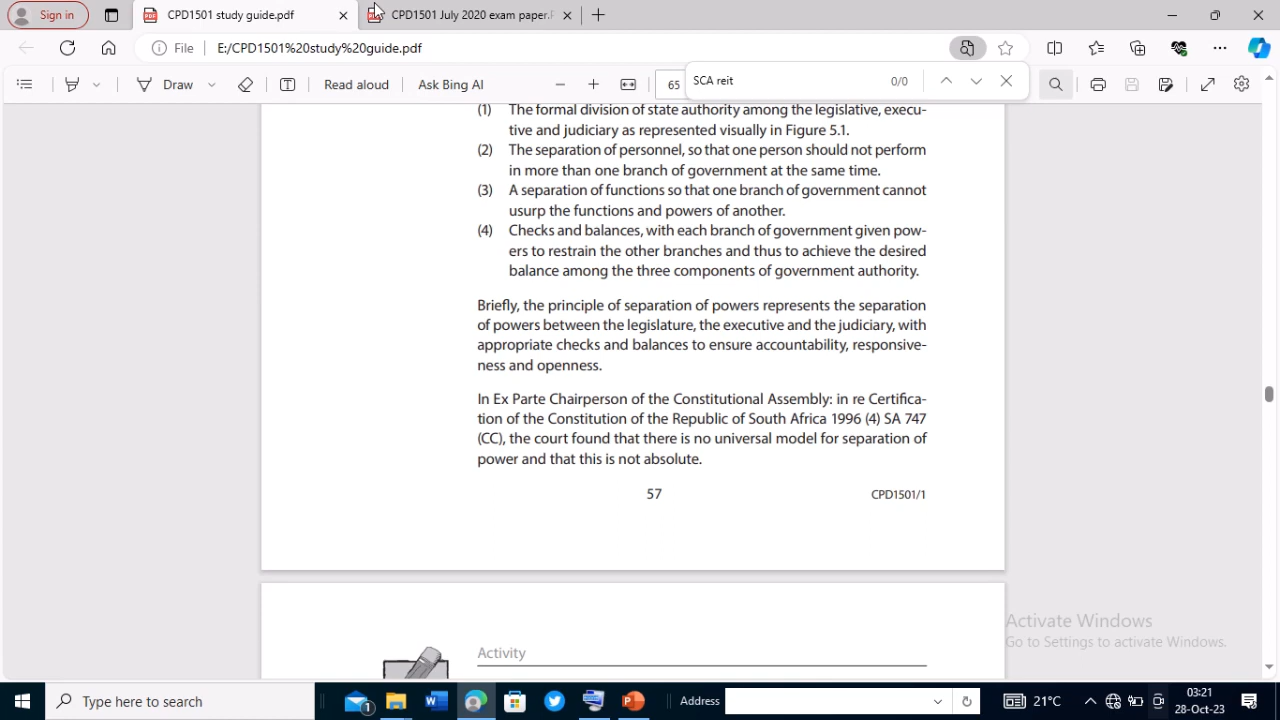 Sign in
CPD1501 study guide.pdf
CPD1501 July 2020 exam paper.
File
E:/CPD1501%20study%20guide.pdf
Draw
Read aloud
Ask Bing AI
65
SCA reit
0/0
(1) The formal division of state authority among the legislative, execu-
tive and judiciary as represented visually in Figure 5.1.
(2) The separation of personnel, so that one person should not perform
in more than one branch of government at the same time.
(3) A separation of functions so that one branch of government cannot
usurp the functions and powers of another.
(4) Checks and balances, with each branch of government given pow-
ers to restrain the other branches and thus to achieve the desired
balance among the three components of government authority.
Briefly, the principle of separation of powers represents the separation
of powers between the legislature, the executive and the judiciary, with
appropriate checks and balances to ensure accountability, responsive-
ness and openness.
In Ex Parte Chairperson of the Constitutional Assembly: in re Certifica-
tion of the Constitution of the Republic of South Africa 1996 (4) SA 747
(CC), the court found that there is no universal model for separation of
power and that this is not absolute.
57
CPD1501/1
Activity
Activate Windows
Go to Settings to activate Windows.
Type here to search
1
Address
21°C
03:21
28-Oct-23